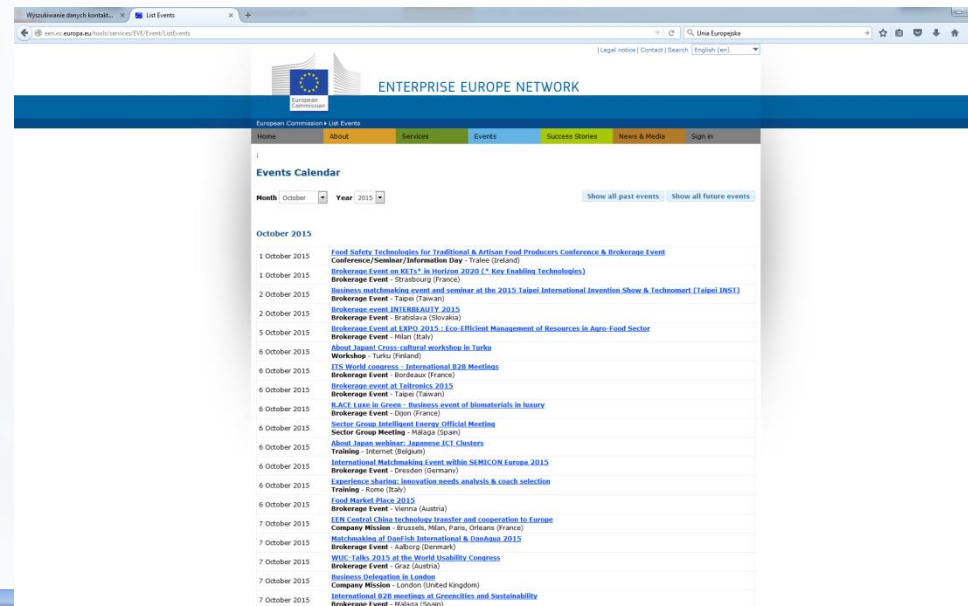 Wyszukiwanie danych kontakt...
List Events
een.ec.europa.eu/tools/services/EVE/Event/ListEvents
Unia Europejska
| Legal notice | Contact | Search English (en)
European
Commission
ENTERPRISE EUROPE NETWORK
European Commission List Events
Home About Services Events Success Stories News & Media Sign in
Events Calendar
Month October Year 2015 Show all past events Show all future events
October 2015
1 October 2015 Food Safety Technologies for Traditional & Artisan Food Producers Conference & Brokerage Event
Conference/Seminar/Information Day - Tralee (Ireland)
1 October 2015 Brokerage Event on KETs* in Horizon 2020 (* Key Enabling Technologies)
Brokerage Event - Strasbourg (France)
2 October 2015 Business matchmaking event and seminar at the 2015 Taipei International Invention Show & Technomart (Taipei INST)
Brokerage Event - Taipei (Taiwan)
2 October 2015 Brokerage event INTERBEAUTY 2015
Brokerage Event - Bratislava (Slovakia)
5 October 2015 Brokerage Event at EXPO 2015 : Eco-Efficient Management of Resources in Agro-Food Sector
Brokerage Event - Milan (Italy)
6 October 2015 About Japan! Cross-cultural workshop in Turku
Workshop - Turku (Finland)
6 October 2015 ITS World congress - International B2B Meetings
Brokerage Event - Bordeaux (France)
6 October 2015 Brokerage event at Taitronics 2015
Brokerage Event - Taipei (Taiwan)
6 October 2015 R.ACE Luxe in Green - Business event of biomaterials in luxury
Brokerage Event - Dijon (France)
6 October 2015 Sector Group Intelligent Energy Official Meeting
Sector Group Meeting - Málaga (Spain)
6 October 2015 About Japan webinar: Japanese ICT Clusters
Training - Internet (Belgium)
6 October 2015 International Matchmaking Event within SEMICON Europa 2015
Brokerage Event - Dresden (Germany)
6 October 2015 Experience sharing: innovation needs analysis & coach selection
Training - Rome (Italy)
6 October 2015 Food Market Place 2015
Brokerage Event - Vienna (Austria)
7 October 2015 EEN Central China technology transfer and cooperation to Europe
Company Mission - Brussels, Milan, Paris, Orleans (France)
7 October 2015 Matchmaking af DanFish International & DanAqua 2015
Brokerage Event - Aalborg (Denmark)
7 October 2015 WUC-Talks 2015 at the World Usability Congress
Brokerage Event - Graz (Austria)
7 October 2015 Business Delegation in London
Company Mission - London (United Kingdom)
7 October 2015 International B2B meetings at Greencities and Sustainability
Brokerage Event - Malaga (Spain)